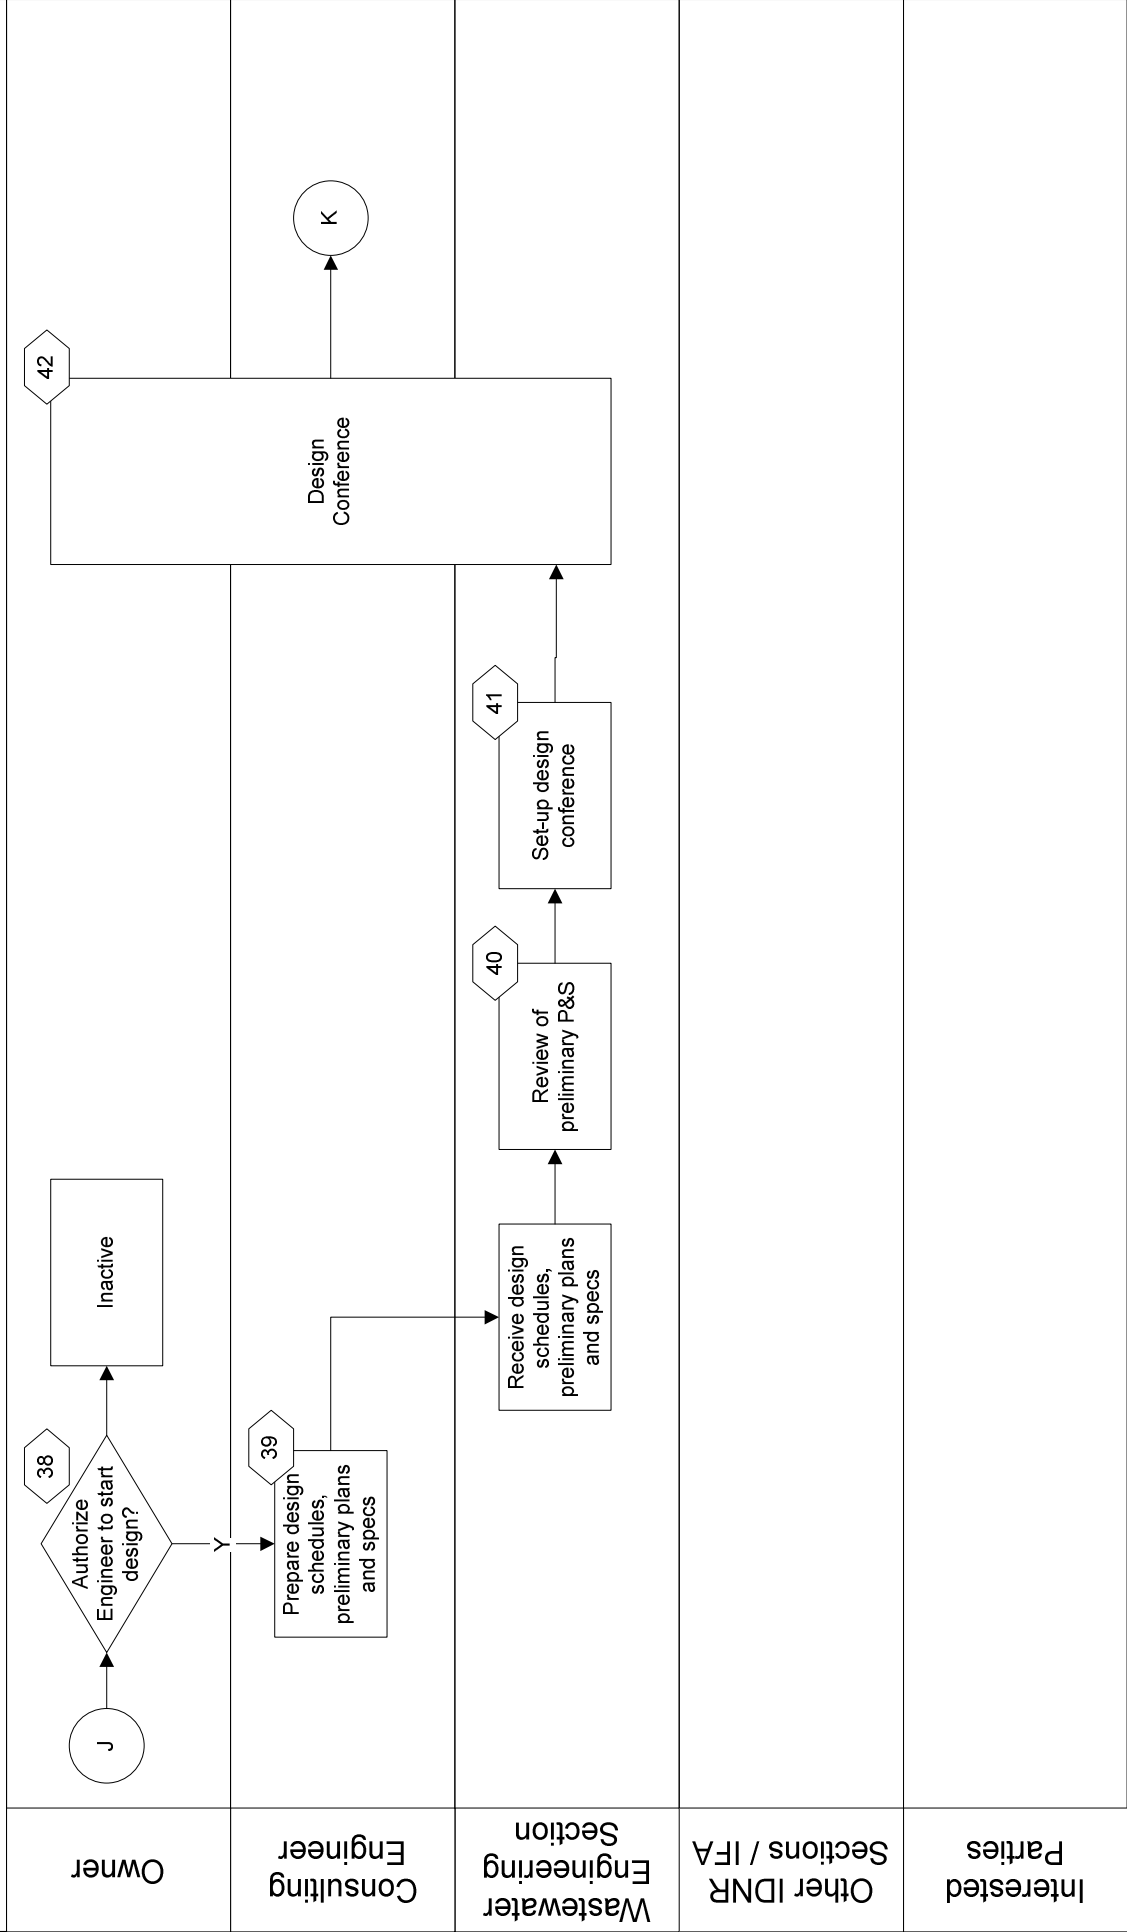 Owner
Consulting
Engineer
Wastewater
Engineering
Section
Other IDNR
Sections / IFA
Interested
Parties
J
38
Authorize
Engineer to start
design?
Inactive
Y
39
Prepare design
schedules,
preliminary plans
and specs
Receive design
schedules,
preliminary plans
and specs
40
Review of
preliminary P&S
41
Set-up design
conference
42
Design
Conference
K